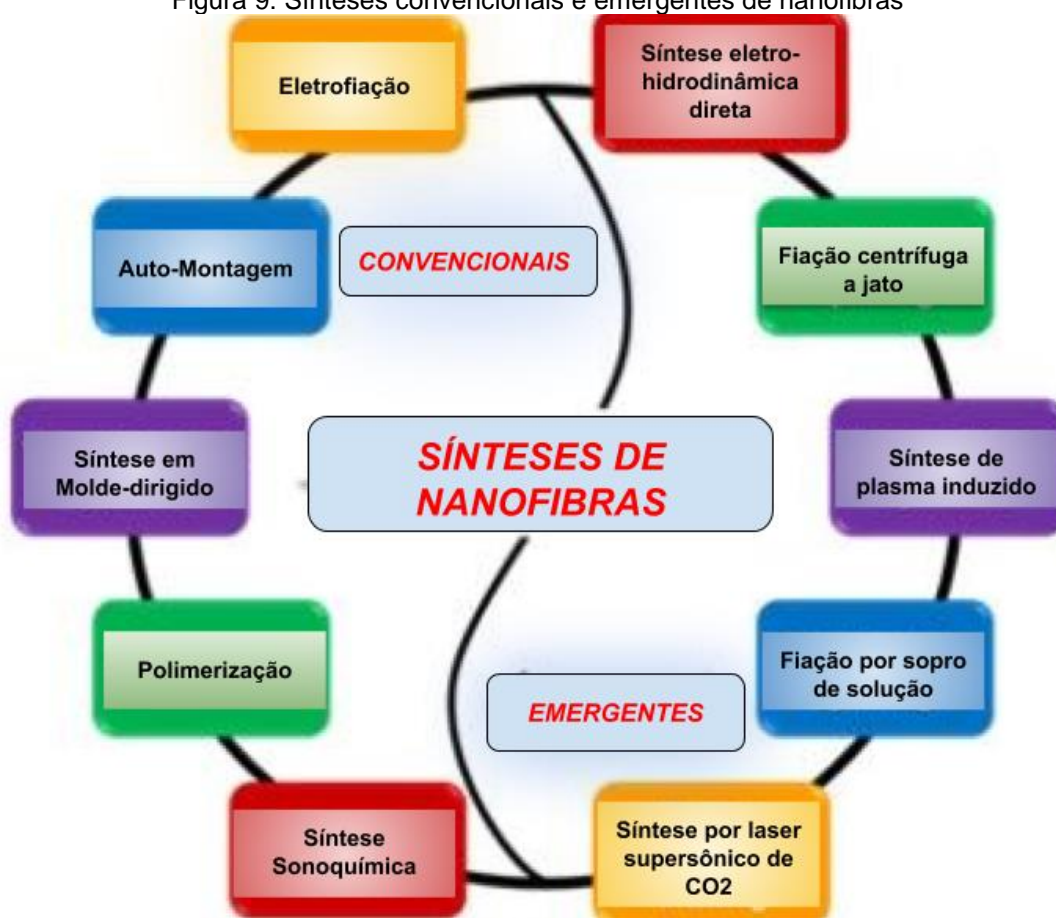 Figura 9: Sínteses convencionais e emergentes de nanofibras
Eletrofiação
Síntese eletro-
hidrodinâmica
direta
Auto-Montagem
CONVENCIONAIS
Fiação centrífuga
a jato
Síntese em
Molde-dirigido
SÍNTESES DE
NANOFIBRAS
Síntese de
plasma induzido
Polimerização
EMERGENTES
Fiação por sopro
de solução
Síntese
Sonoquímica
Síntese por laser
supersônico de
CO2